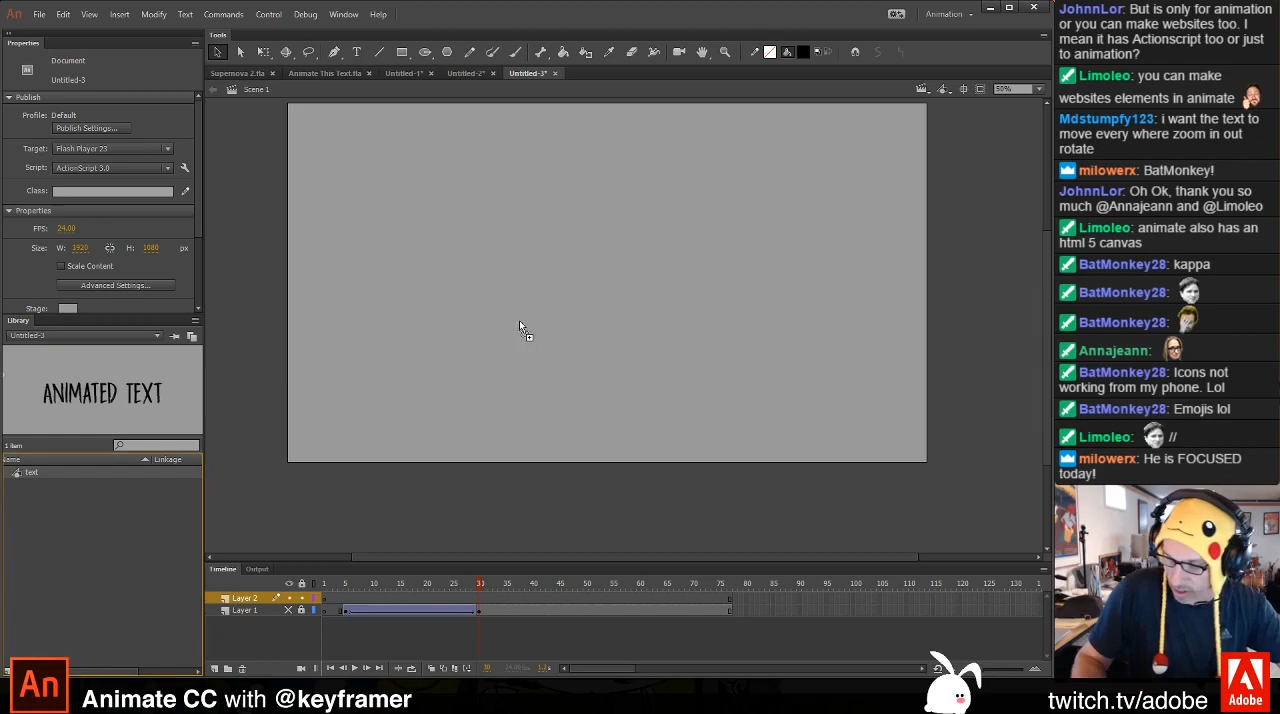 An File Edit View Insert Modify Text Commands Control Debug Window Help
Animation
Properties
Document
Untitled-3
Publish
Profile: Default
Publish Settings...
Target: Flash Player 23
Script: ActionScript 3.0
Class:
Properties
FPS: 24.00
Size: W: 1920 H: 1080 px
Scale Content
Advanced Settings...
Stage:
Library
Untitled-3
ANIMATED TEXT
1 item
Name Linkage
text
Tools
Supernova 2.fla Animate This Text.fla Untitled-1* Untitled-2* Untitled-3*
Scene 1
50%
Timeline Output
1 5 10 15 20 25 30 35 40 45 50 55 60 65 70 75 80 85 90 95 100 105 110 115 120 125 130 1
Layer 2
Layer 1
30 24.00 fps 1.2 s
JohnnLor: But is only for animation
or you can make websites too. I
mean it has Actionscript too or just
to animation?
Limoleo: you can make
websites elements in animate
Mdstumpfy123: i want the text to
move every where zoom in out
rotate
milowerx: BatMonkey!
JohnnLor: Oh Ok, thank you so
much @Annajeann and @Limoleo
Limoleo: animate also has an
html 5 canvas
BatMonkey28: kappa
BatMonkey28:
BatMonkey28:
Annajeann:
BatMonkey28: Icons not
working from my phone. Lol
BatMonkey28: Emojis lol
Limoleo: //
milowerx: He is FOCUSED
today!
An Animate CC with @keyframer
twitch.tv/adobe
Adobe